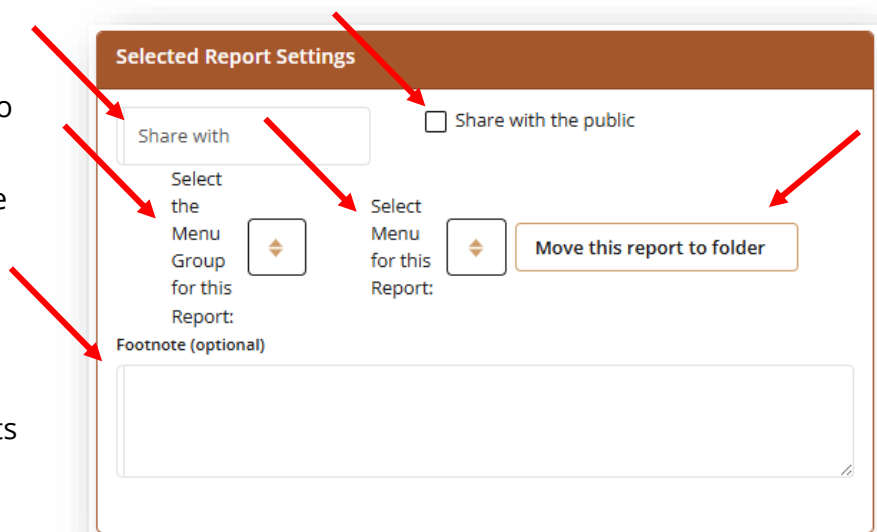 Selected Report Settings
Share with
Share with the public
Select
the
Menu
Group
for this
Report:
Select
Menu
for this
Report:
Move this report to folder
Footnote (optional)